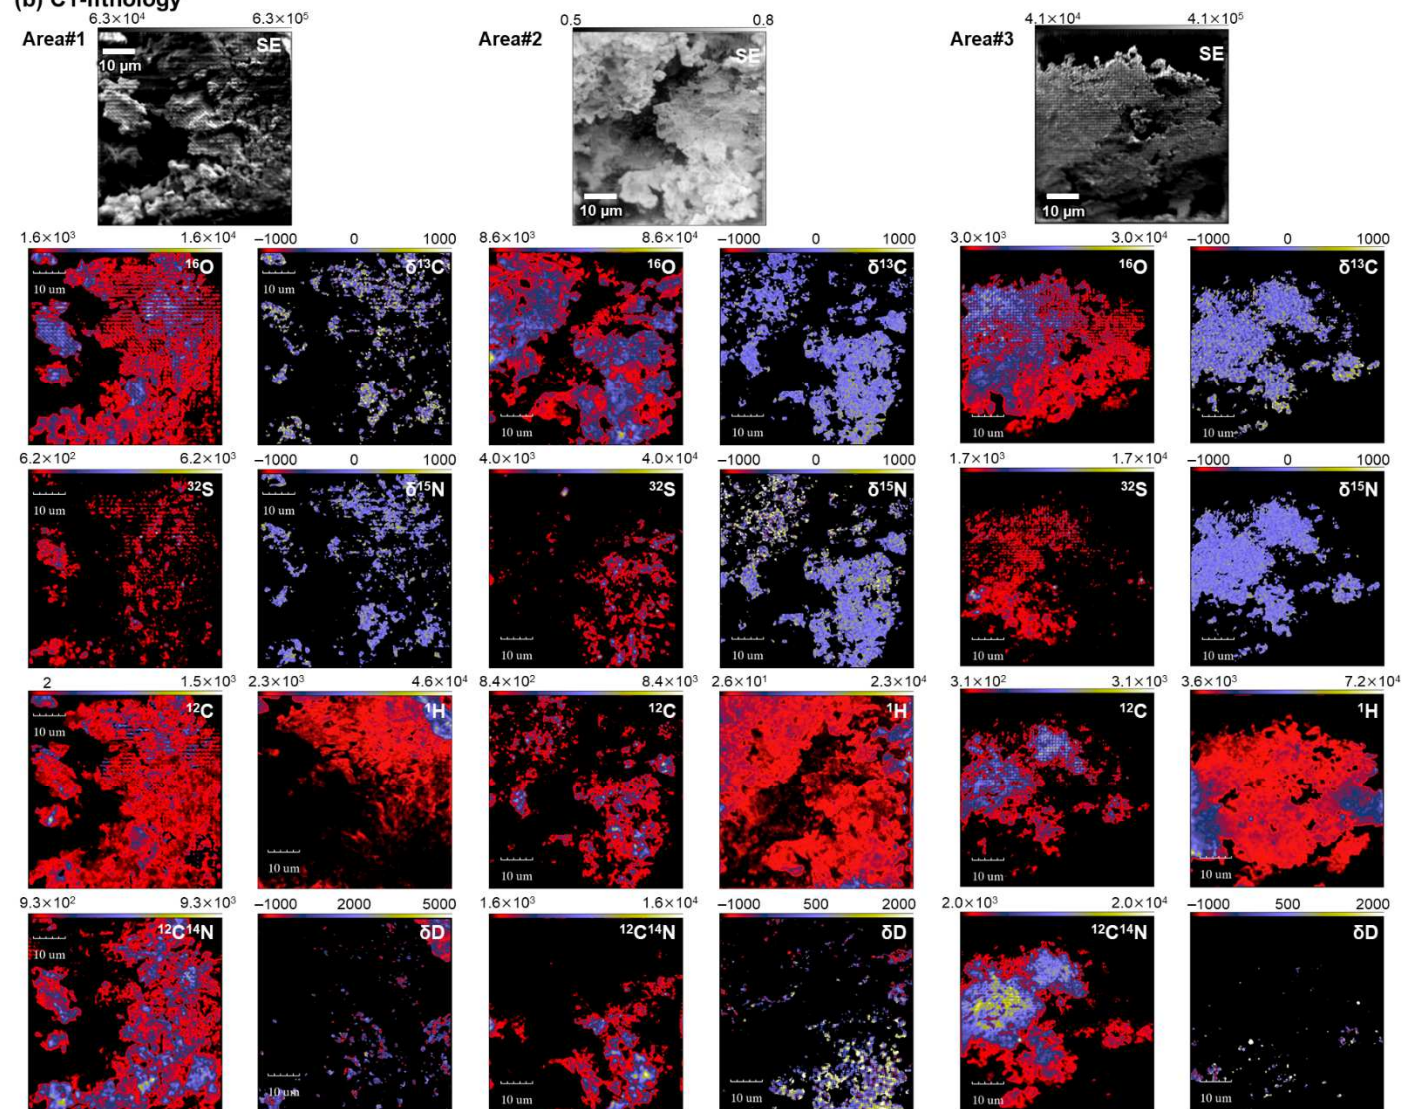 (b) C1-lithology
6.3×10⁴ 6.3×10⁵ 0.5 0.8 4.1×10⁴ 4.1×10⁵
Area#1 SE Area#2 SE Area#3 SE
10 µm 10 µm 10 µm
1.6×10³ 1.6×10⁴ −1000 0 1000 8.6×10³ 8.6×10⁴ −1000 0 1000 3.0×10³ 3.0×10⁴ −1000 0 1000
¹⁶O δ¹³C ¹⁶O δ¹³C ¹⁶O δ¹³C
10 um 10 um 10 um 10 um 10 um 10 um
6.2×10² 6.2×10³ −1000 0 1000 4.0×10³ 4.0×10⁴ −1000 0 1000 1.7×10³ 1.7×10⁴ −1000 0 1000
³²S δ¹⁵N ³²S δ¹⁵N ³²S δ¹⁵N
10 um 10 um 10 um 10 um 10 um 10 um
2 1.5×10³ 2.3×10³ 4.6×10⁴ 8.4×10² 8.4×10³ 2.6×10¹ 2.3×10⁴ 3.1×10² 3.1×10³ 3.6×10³ 7.2×10⁴
¹²C ¹H ¹²C ¹H ¹²C ¹H
10 um 10 um 10 um 10 um 10 um 10 um
9.3×10² 9.3×10³ −1000 2000 5000 1.6×10³ 1.6×10⁴ −1000 500 2000 2.0×10³ 2.0×10⁴ −1000 500 2000
¹²C¹⁴N δD ¹²C¹⁴N δD ¹²C¹⁴N δD
10 um 10 um 10 um 10 um 10 um 10 um